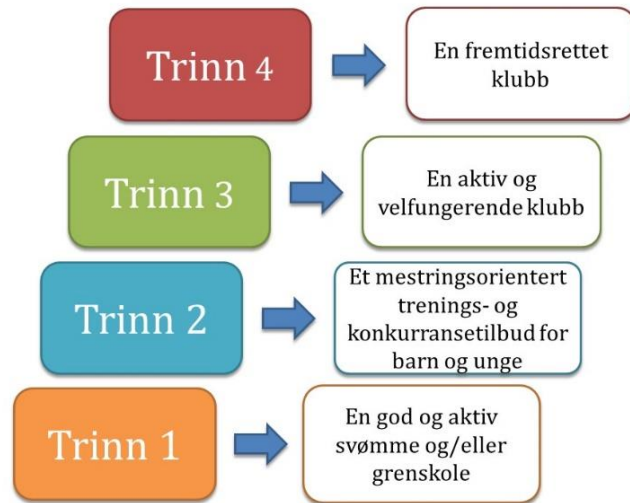 Trinn 4
En fremtidsrettet
klubb
Trinn 3
En aktiv og
velfungerende klubb
Trinn 2
Et mestringsorientert
trenings- og
konkurransetilbud for
barn og unge
Trinn 1
En god og aktiv
svømme og/eller
grenskole